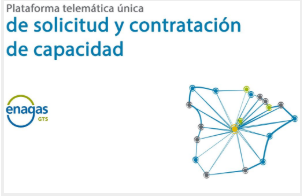 Plataforma telemática única
de solicitud y contratación
de capacidad
enagas
GTS